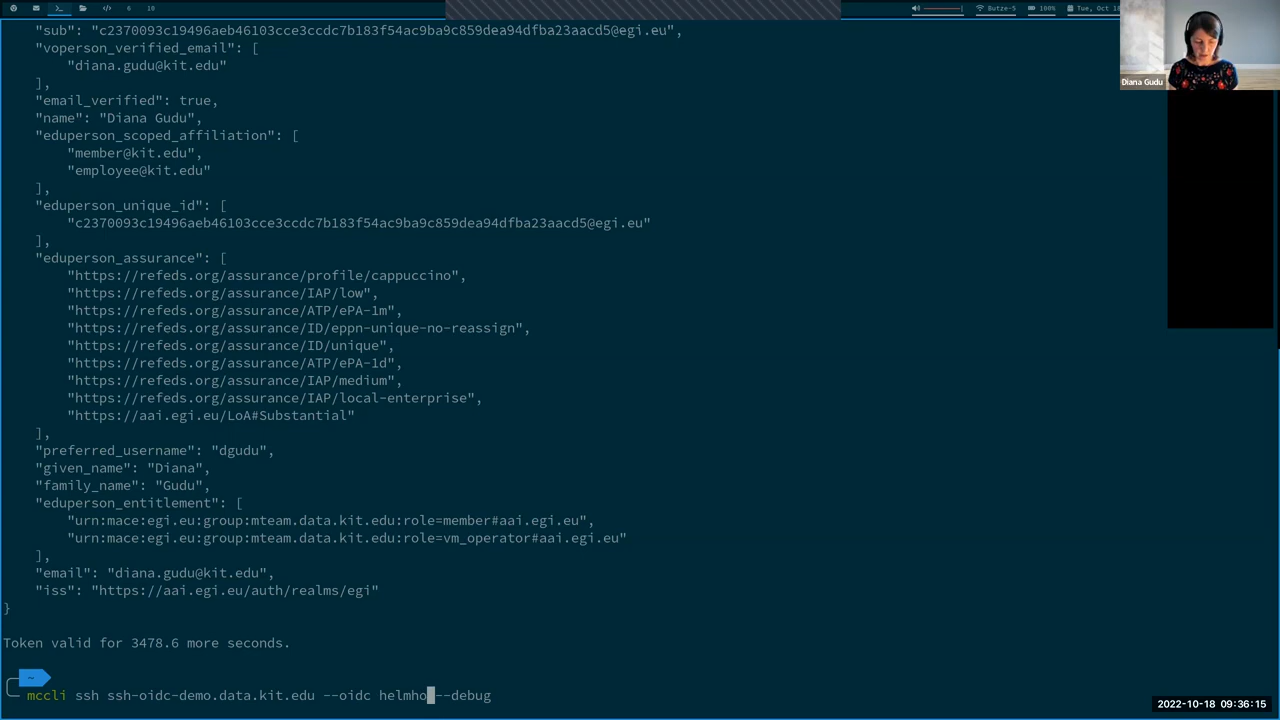 6 10
Butze-5 100% Tue, Oct 18
"sub": "c2370093c19496aeb46103cce3ccdc7b183f54ac9ba9c859dea94dfba23aacd5@egi.eu",
"voperson_verified_email": [
"diana.gudu@kit.edu"
],
"email_verified": true,
"name": "Diana Gudu",
"eduperson_scoped_affiliation": [
"member@kit.edu",
"employee@kit.edu"
],
"eduperson_unique_id": [
"c2370093c19496aeb46103cce3ccdc7b183f54ac9ba9c859dea94dfba23aacd5@egi.eu"
],
"eduperson_assurance": [
"https://refeds.org/assurance/profile/cappuccino",
"https://refeds.org/assurance/IAP/low",
"https://refeds.org/assurance/ATP/ePA-1m",
"https://refeds.org/assurance/ID/eppn-unique-no-reassign",
"https://refeds.org/assurance/ID/unique",
"https://refeds.org/assurance/ATP/ePA-1d",
"https://refeds.org/assurance/IAP/medium",
"https://refeds.org/assurance/IAP/local-enterprise",
"https://aai.egi.eu/LoA#Substantial"
],
"preferred_username": "dgudu",
"given_name": "Diana",
"family_name": "Gudu",
"eduperson_entitlement": [
"urn:mace:egi.eu:group:mteam.data.kit.edu:role=member#aai.egi.eu",
"urn:mace:egi.eu:group:mteam.data.kit.edu:role=vm_operator#aai.egi.eu"
],
"email": "diana.gudu@kit.edu",
"iss": "https://aai.egi.eu/auth/realms/egi"
}
Token valid for 3478.6 more seconds.
~
mccli ssh ssh-oidc-demo.data.kit.edu --oidc helmho --debug
Diana Gudu
2022-10-18 09:36:15